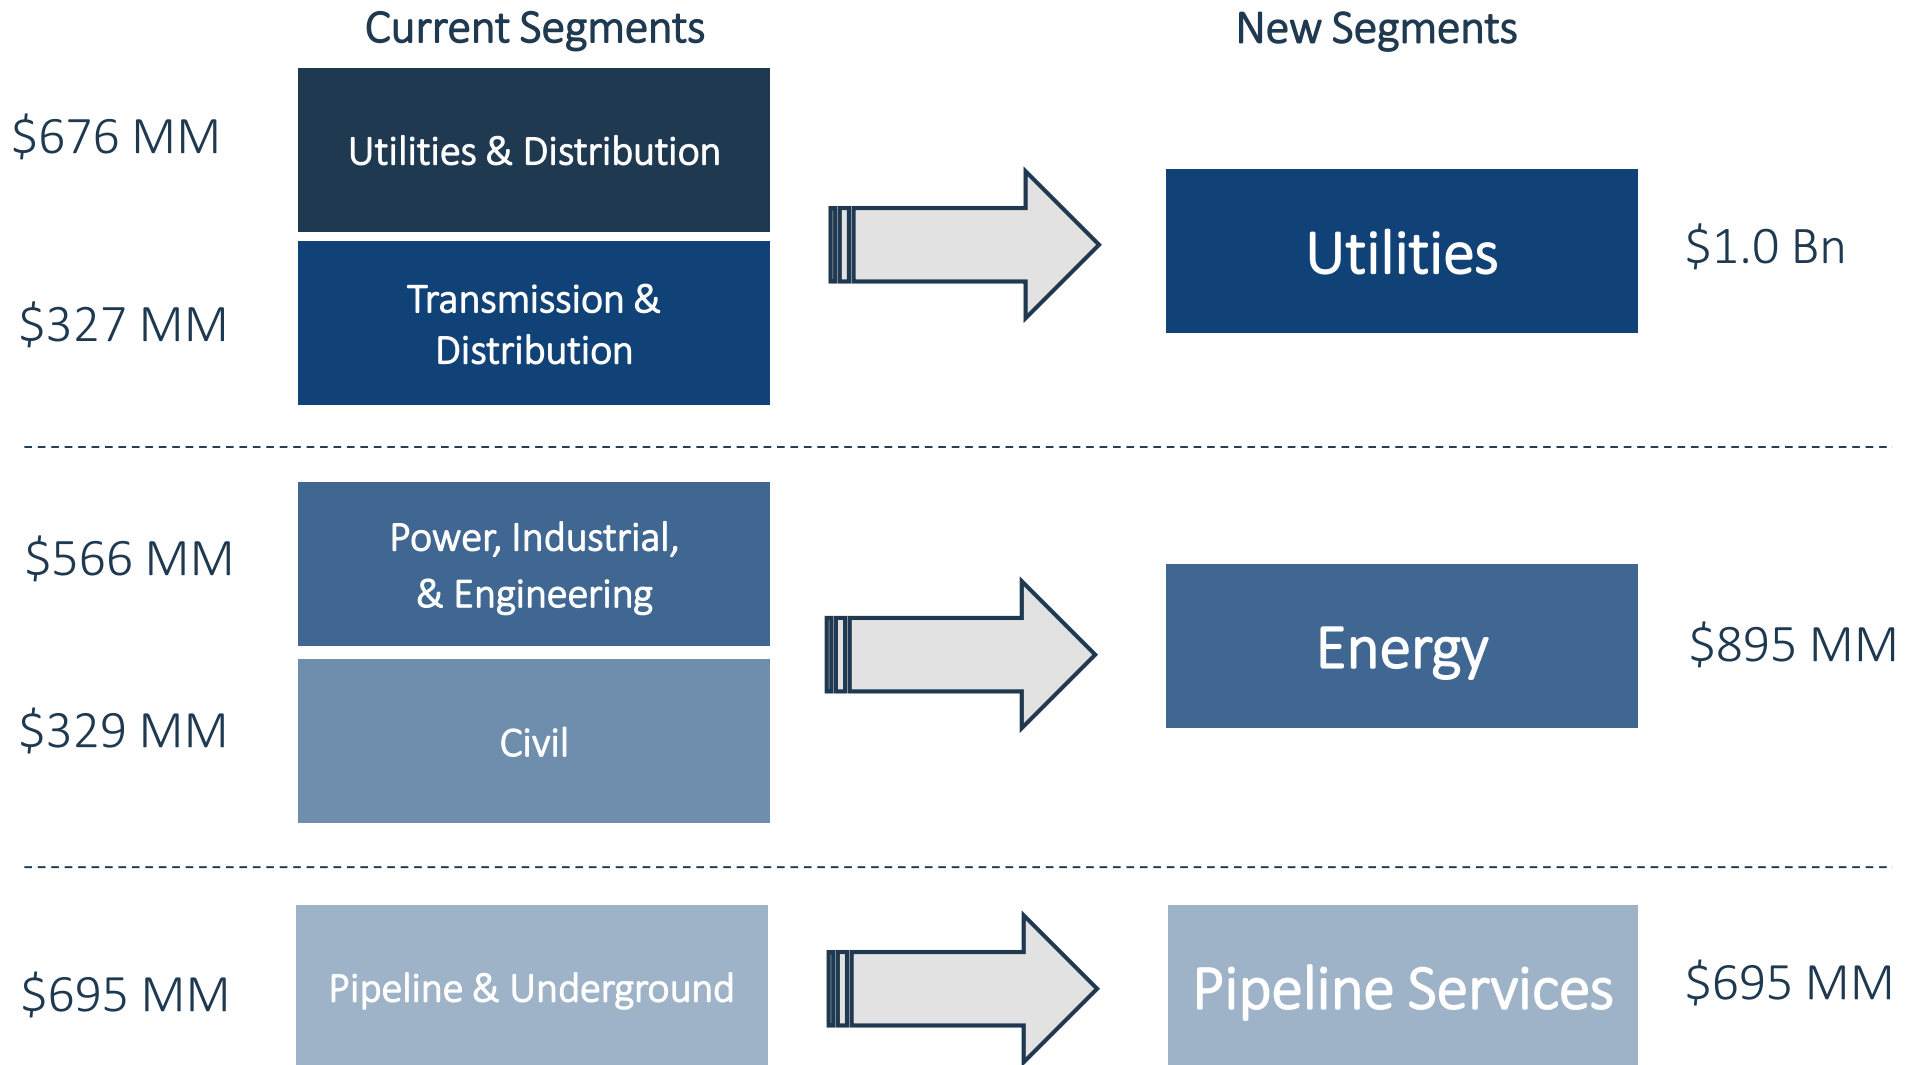 Current Segments
New Segments
$676 MM
Utilities & Distribution
$327 MM
Transmission &
Distribution
Utilities
$1.0 Bn
$566 MM
Power, Industrial,
& Engineering
$329 MM
Civil
Energy
$895 MM
$695 MM
Pipeline & Underground
Pipeline Services
$695 MM